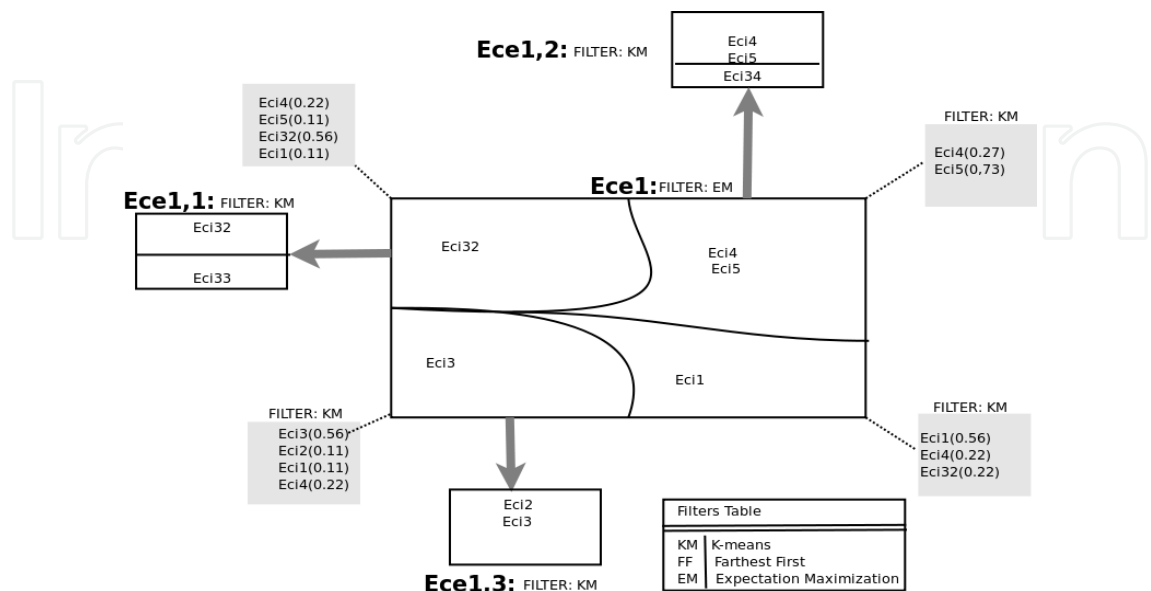 Ece1,2: FILTER: KM
Eci4
Eci5
Eci34
Eci4(0.22)
Eci5(0.11)
Eci32(0.56)
Eci1(0.11)
FILTER: KM
Eci4(0.27)
Eci5(0,73)
Ece1: FILTER: EM
Ece1,1: FILTER: KM
Eci32
Eci33
Eci32
Eci4
Eci5
Eci3
Eci1
FILTER: KM
Eci3(0.56)
Eci2(0.11)
Eci1(0.11)
Eci4(0.22)
FILTER: KM
Eci1(0.56)
Eci4(0.22)
Eci32(0.22)
Eci2
Eci3
Ece1,3: FILTER: KM
Filters Table
KM K-means
FF Farthest First
EM Expectation Maximization